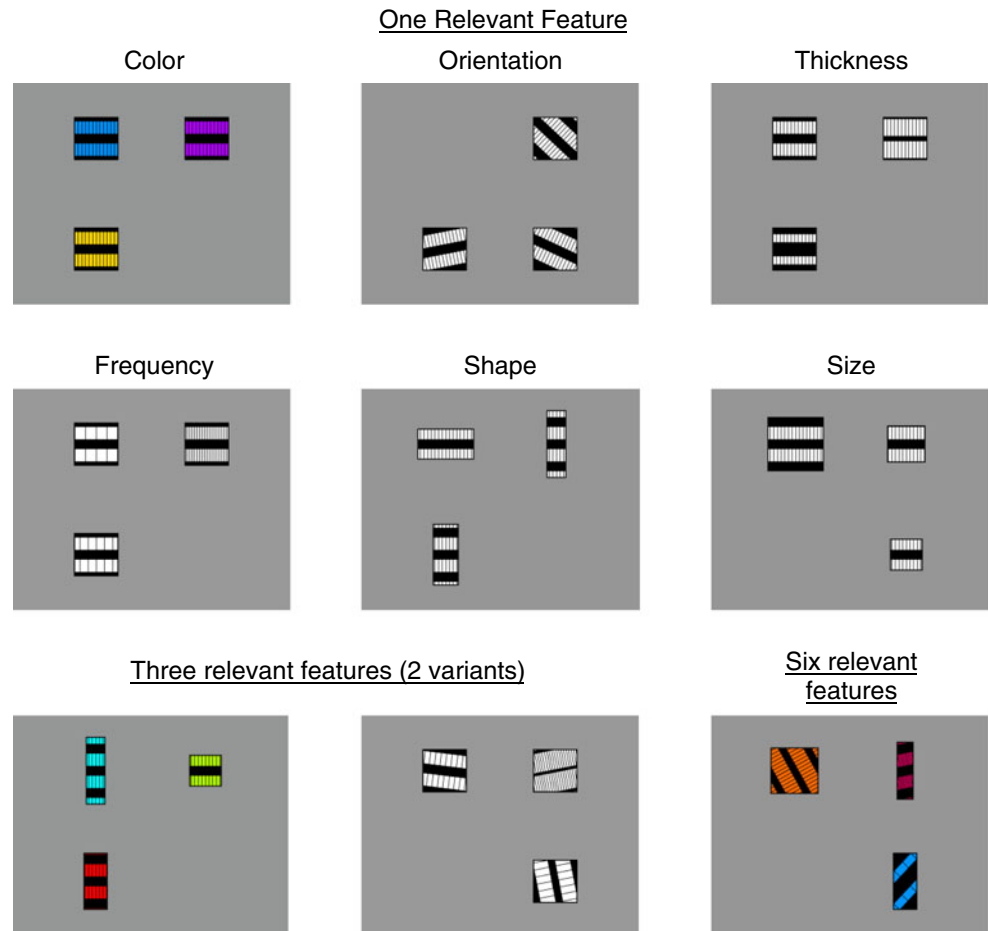 One Relevant Feature
Color
Orientation
Thickness
Frequency
Shape
Size
Three relevant features (2 variants)
Six relevant
features